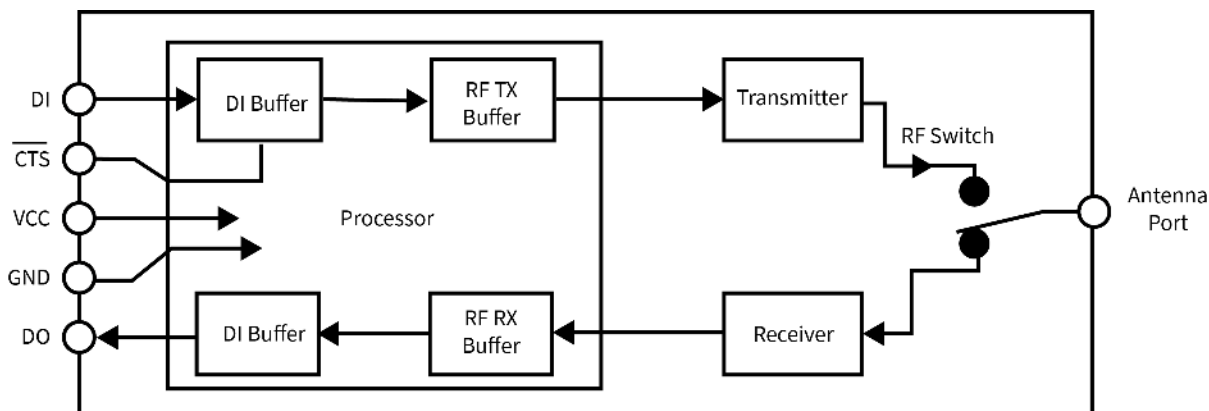 DI
DI Buffer
RF TX
Buffer
Transmitter
RF Switch
CTS
VCC
Processor
Antenna
Port
GND
DO
DI Buffer
RF RX
Buffer
Receiver